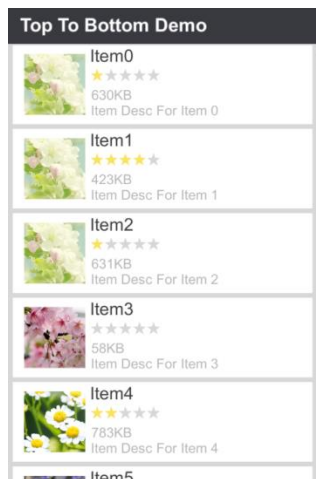 Top To Bottom Demo
Item0
630KB
Item Desc For Item 0
Item1
423KB
Item Desc For Item 1
Item2
631KB
Item Desc For Item 2
Item3
58KB
Item Desc For Item 3
Item4
783KB
Item Desc For Item 4
Item5